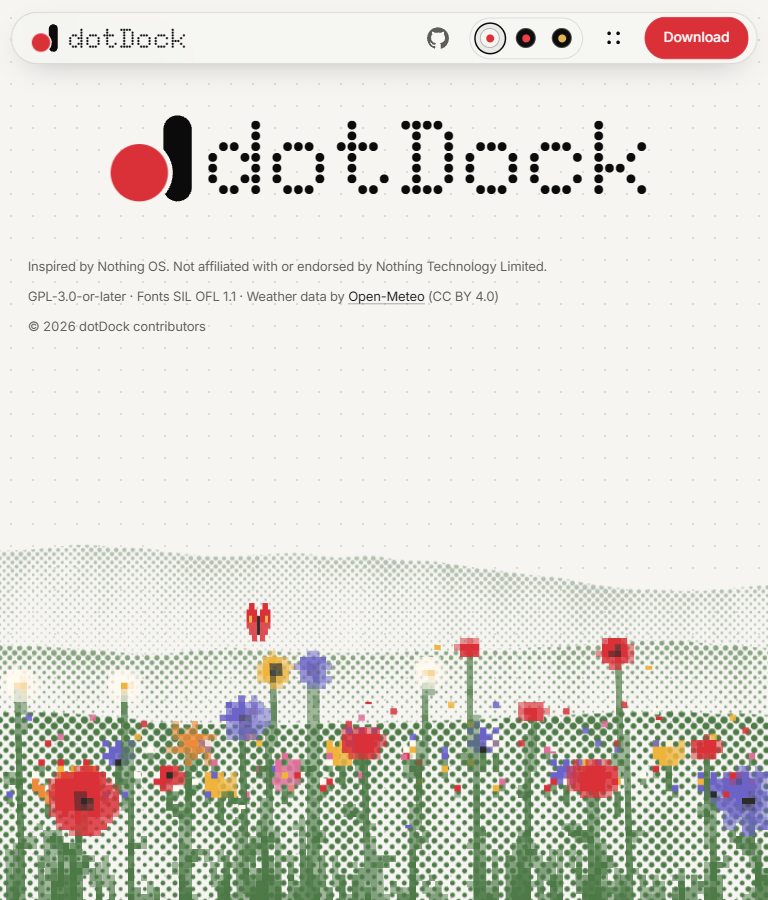 dotDock
Download
dotDock
Inspired by Nothing OS. Not affiliated with or endorsed by Nothing Technology Limited.
GPL-3.0-or-later · Fonts SIL OFL 1.1 · Weather data by Open-Meteo (CC BY 4.0)
© 2026 dotDock contributors